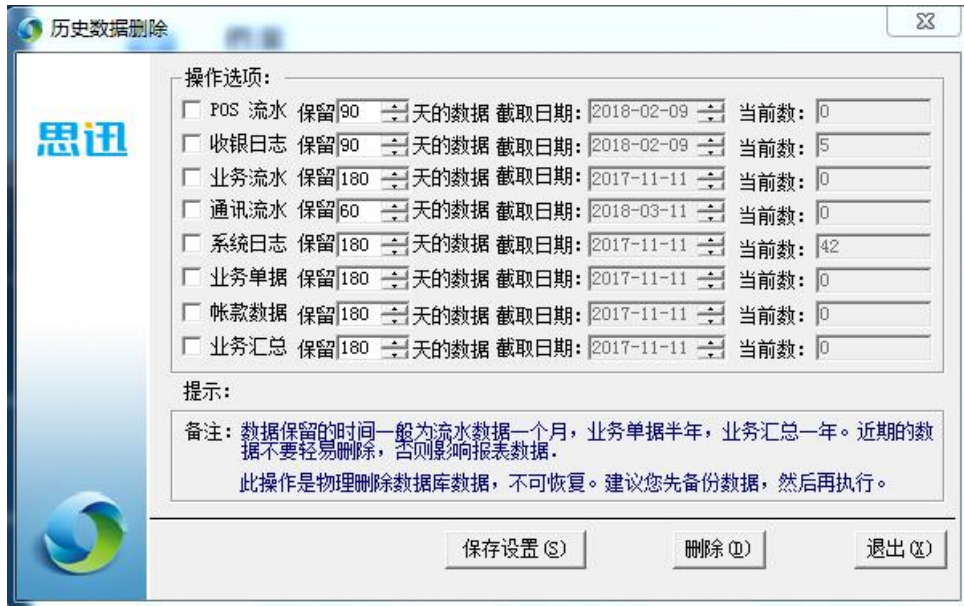 历史数据删除
思迅
操作选项：
POS 流水 保留 90 天的数据 截取日期： 2018-02-09 当前数： 0
收银日志 保留 90 天的数据 截取日期： 2018-02-09 当前数： 5
业务流水 保留 180 天的数据 截取日期： 2017-11-11 当前数： 0
通讯流水 保留 60 天的数据 截取日期： 2018-03-11 当前数： 0
系统日志 保留 180 天的数据 截取日期： 2017-11-11 当前数： 42
业务单据 保留 180 天的数据 截取日期： 2017-11-11 当前数： 0
帐款数据 保留 180 天的数据 截取日期： 2017-11-11 当前数： 0
业务汇总 保留 180 天的数据 截取日期： 2017-11-11 当前数： 0
提示：
备注： 数据保留的时间一般为流水数据一个月，业务单据半年，业务汇总一年。近期的数
据不要轻易删除，否则影响报表数据.
此操作是物理删除数据库数据，不可恢复。建议您先备份数据，然后再执行。
保存设置(S) 删除(D) 退出(X)